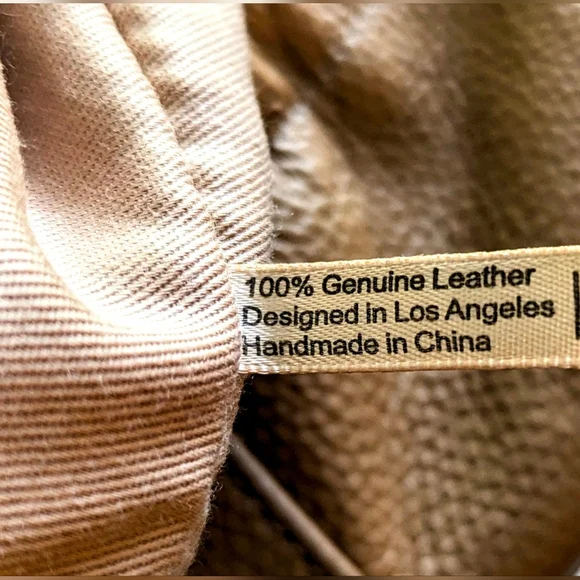 100% Genuine Leather
Designed in Los Angeles
Handmade in China